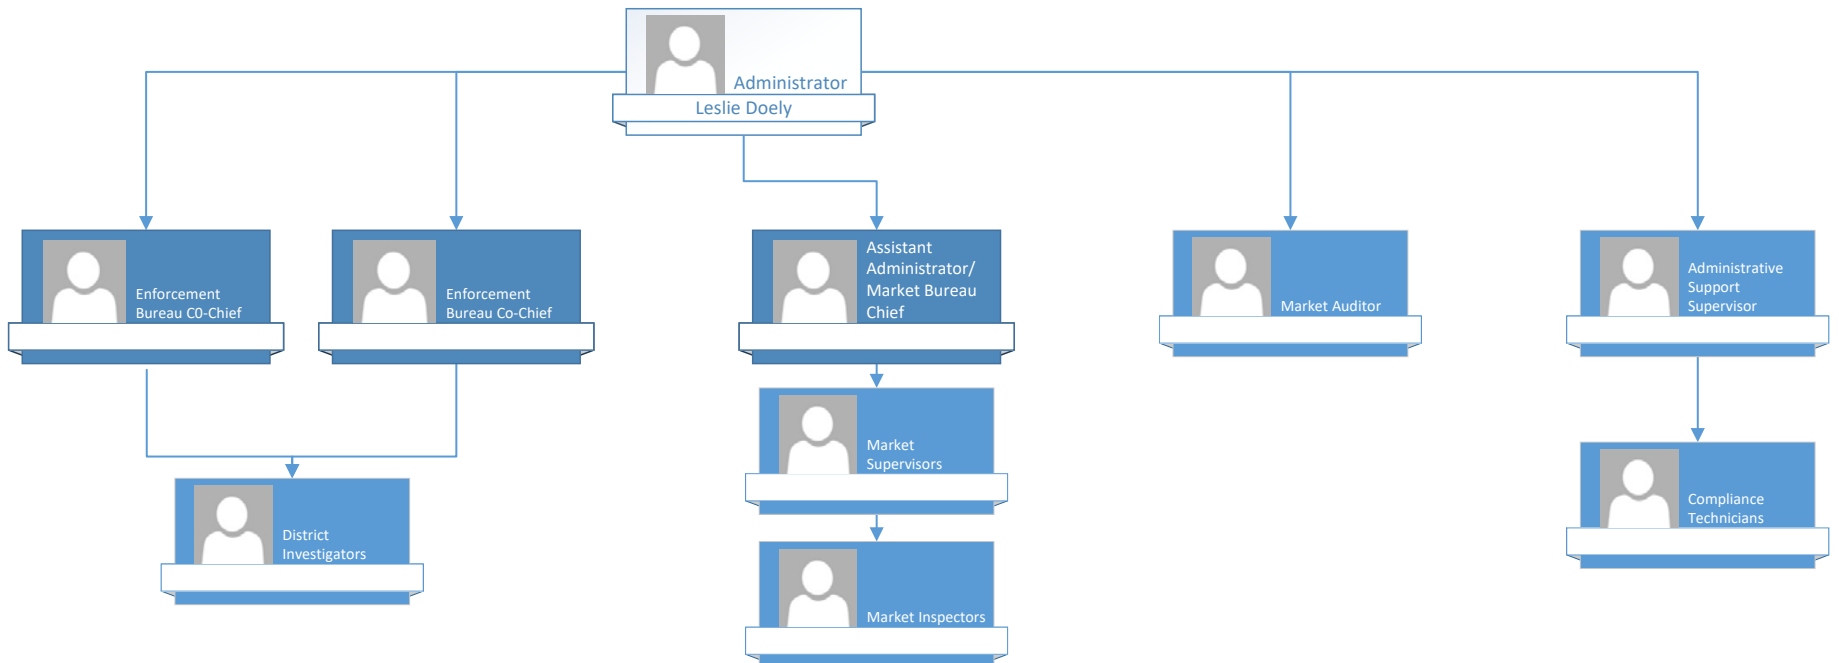 Administrator
Leslie Doely
Enforcement
Bureau C0-Chief
Enforcement
Bureau Co-Chief
Assistant
Administrator/
Market Bureau
Chief
Market Auditor
Administrative
Support
Supervisor
Market
Supervisors
Compliance
Technicians
District
Investigators
Market Inspectors